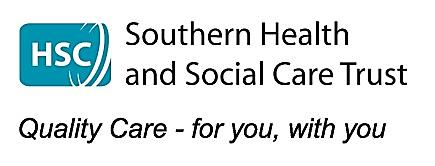 HSC
Southern Health
and Social Care Trust
Quality Care - for you, with you